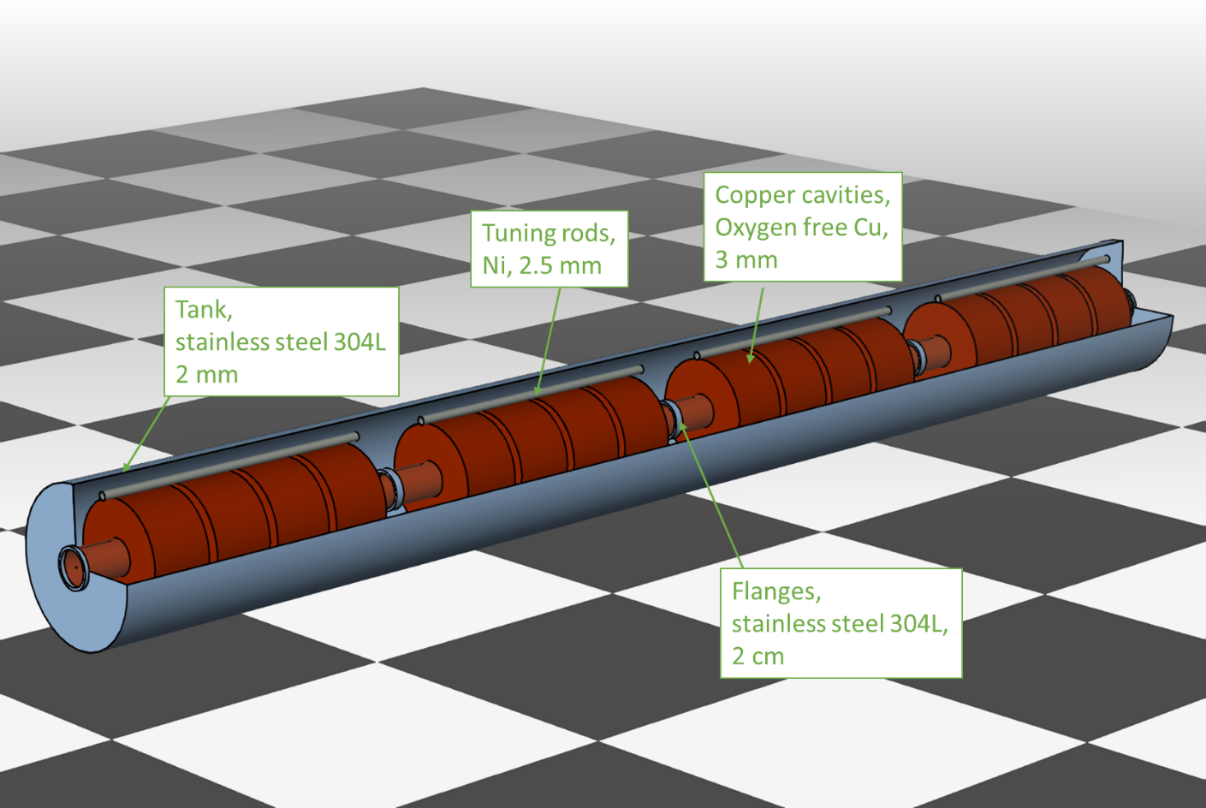 Copper cavities,
Oxygen free Cu,
3 mm
Tuning rods,
Ni, 2.5 mm
Tank,
stainless steel 304L
2 mm
Flanges,
stainless steel 304L,
2 cm